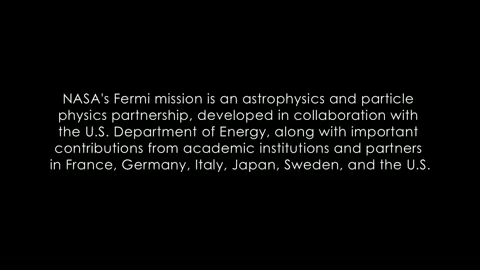 NASA's Fermi mission is an astrophysics and particle
physics partnership, developed in collaboration with
the U.S. Department of Energy, along with important
contributions from academic institutions and partners
in France, Germany, Italy, Japan, Sweden, and the U.S.